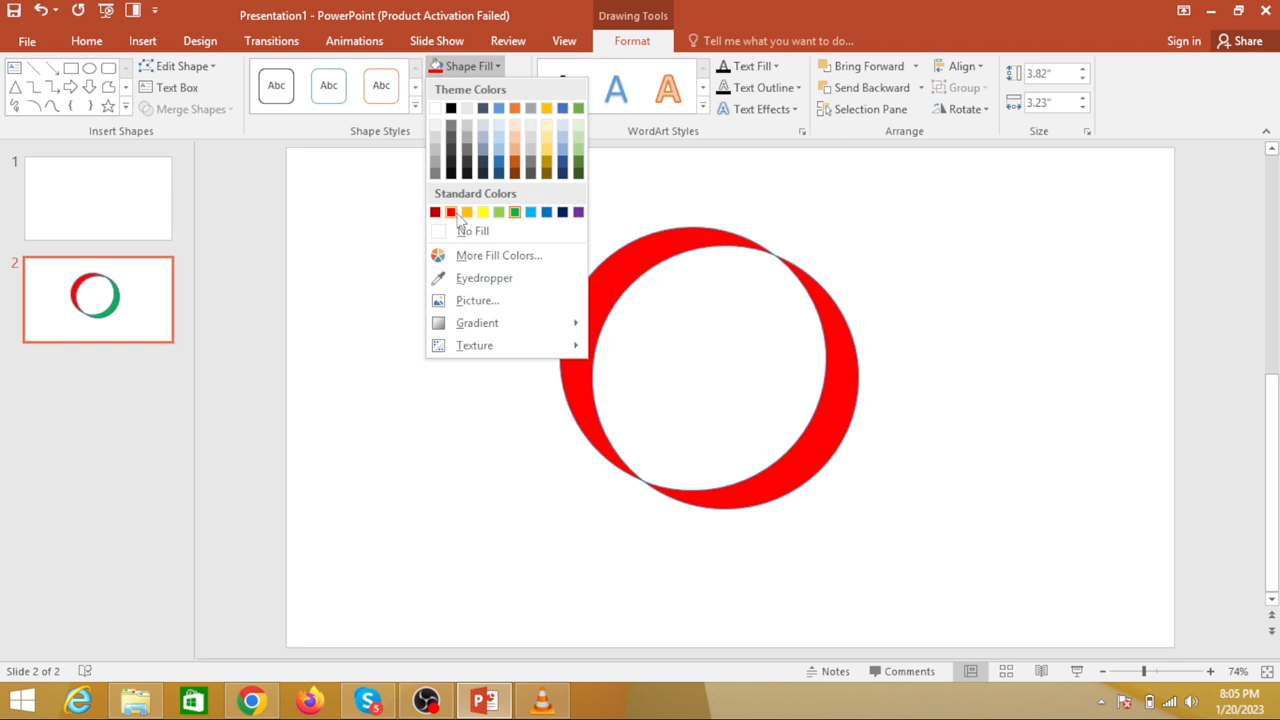 Presentation1 - PowerPoint (Product Activation Failed)
Drawing Tools
File
Home
Insert
Design
Transitions
Animations
Slide Show
Review
View
Format
Tell me what you want to do...
Sign in
Share
Edit Shape
Text Box
Merge Shapes
Insert Shapes
Abc
Abc
Abc
Shape Styles
Shape Fill
Theme Colors
Standard Colors
No Fill
More Fill Colors...
Eyedropper
Picture...
Gradient
Texture
A
A
Text Fill
Text Outline
Text Effects
WordArt Styles
Bring Forward
Send Backward
Selection Pane
Align
Group
Rotate
Arrange
3.82"
3.23"
Size
1
2
Slide 2 of 2
Notes
Comments
74%
8:05 PM
1/20/2023